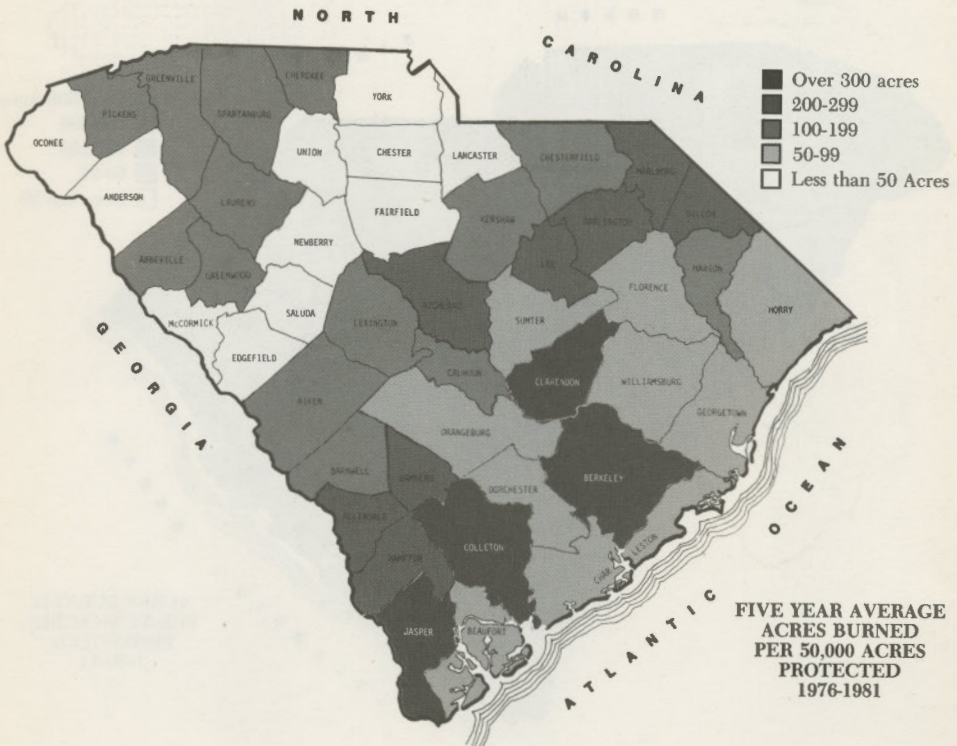 NORTH
CAROLINA
Over 300 acres
200-299
100-199
50-99
Less than 50 Acres
GREENVILLE
CHEROKEE
YORK
PICKENS
SPARTANBURG
OCONEE
UNION
CHESTER
LANCASTER
CHESTERFIELD
MARLBORO
ANDERSON
LAURENS
FAIRFIELD
KERSHAW
DARLINGTON
DILLON
NEWBERRY
LEE
ABBEVILLE
GREENWOOD
MARION
FLORENCE
RICHLAND
HORRY
SALUDA
McCORMICK
LEXINGTON
SUMTER
EDGEFIELD
CALHOUN
CLARENDON
WILLIAMSBURG
AIKEN
GEORGETOWN
ORANGEBURG
BARNWELL
BAMBERG
DORCHESTER
BERKELEY
ALLENDALE
COLLETON
HAMPTON
CHAR
LESTON
JASPER
BEAUFORT
GEORGIA
ATLANTIC OCEAN
FIVE YEAR AVERAGE
ACRES BURNED
PER 50,000 ACRES
PROTECTED
1976-1981